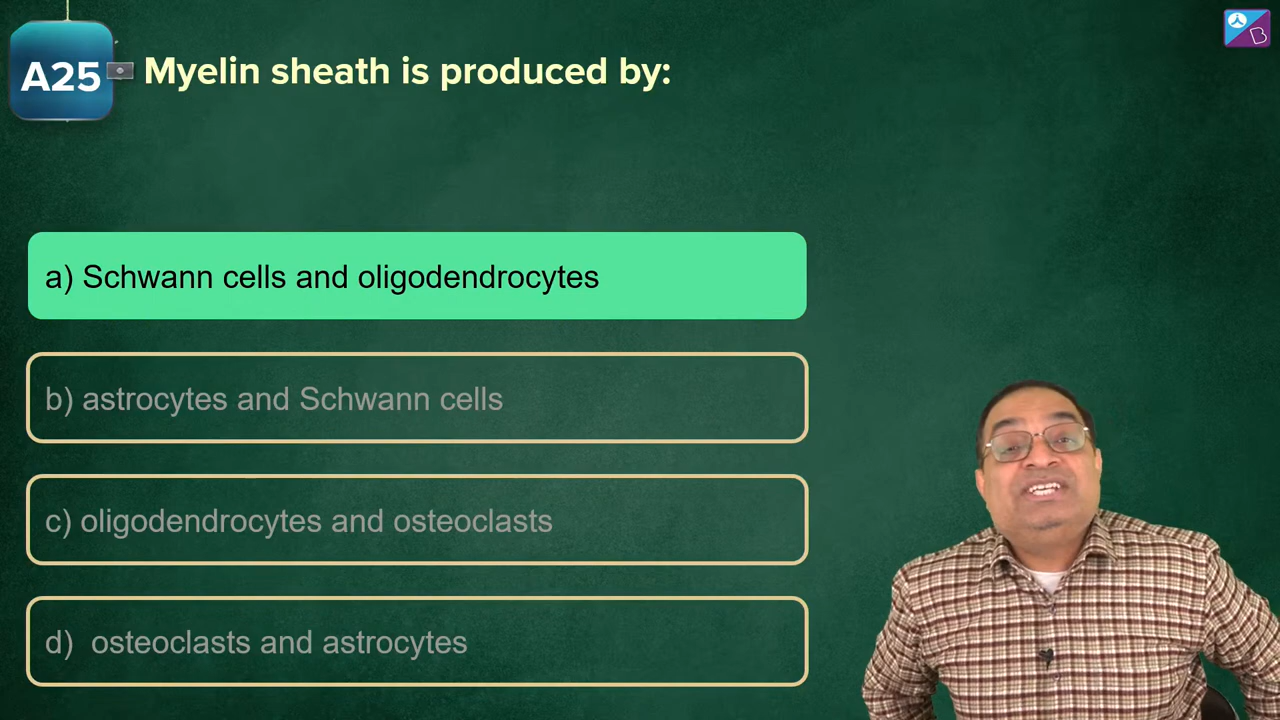 A25
Myelin sheath is produced by:
a) Schwann cells and oligodendrocytes
b) astrocytes and Schwann cells
c) oligodendrocytes and osteoclasts
d) osteoclasts and astrocytes
B